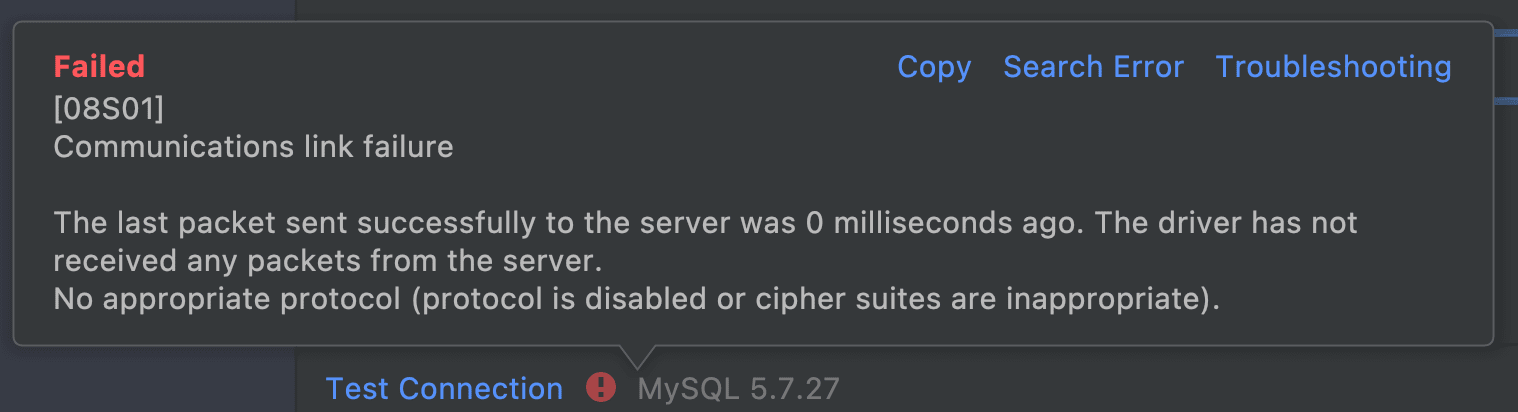 Failed Copy Search Error Troubleshooting
[08S01]
Communications link failure
The last packet sent successfully to the server was 0 milliseconds ago. The driver has not
received any packets from the server.
No appropriate protocol (protocol is disabled or cipher suites are inappropriate).
Test Connection MySQL 5.7.27